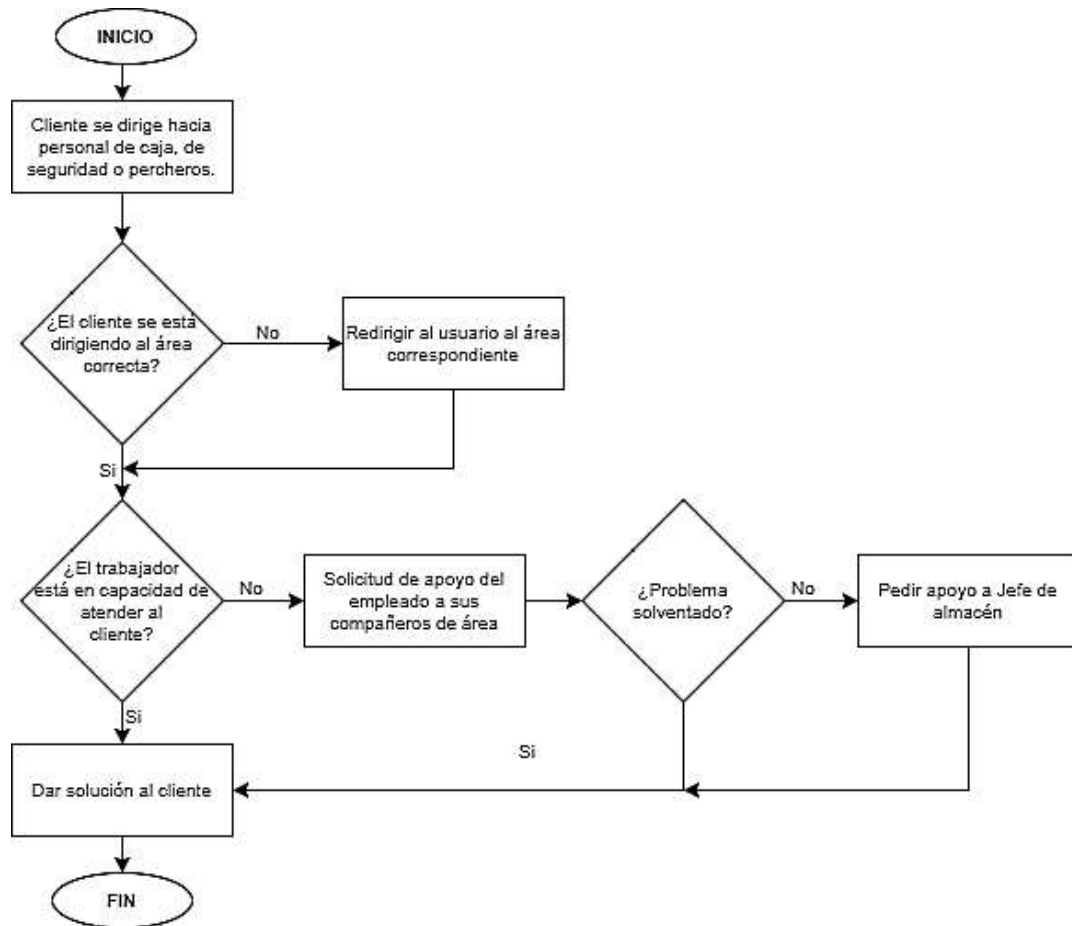 INICIO
Cliente se dirige hacia
personal de caja, de
seguridad o percheros.
¿El cliente se está
dirigiendo al área
correcta?
No
Redirigir al usuario al área
correspondiente
Si
¿El trabajador
está en capacidad de
atender al
cliente?
No
Solicitud de apoyo del
empleado a sus
compañeros de área
¿Problema
solventado?
No
Pedir apoyo a Jefe de
almacén
Si
Si
Dar solución al cliente
FIN